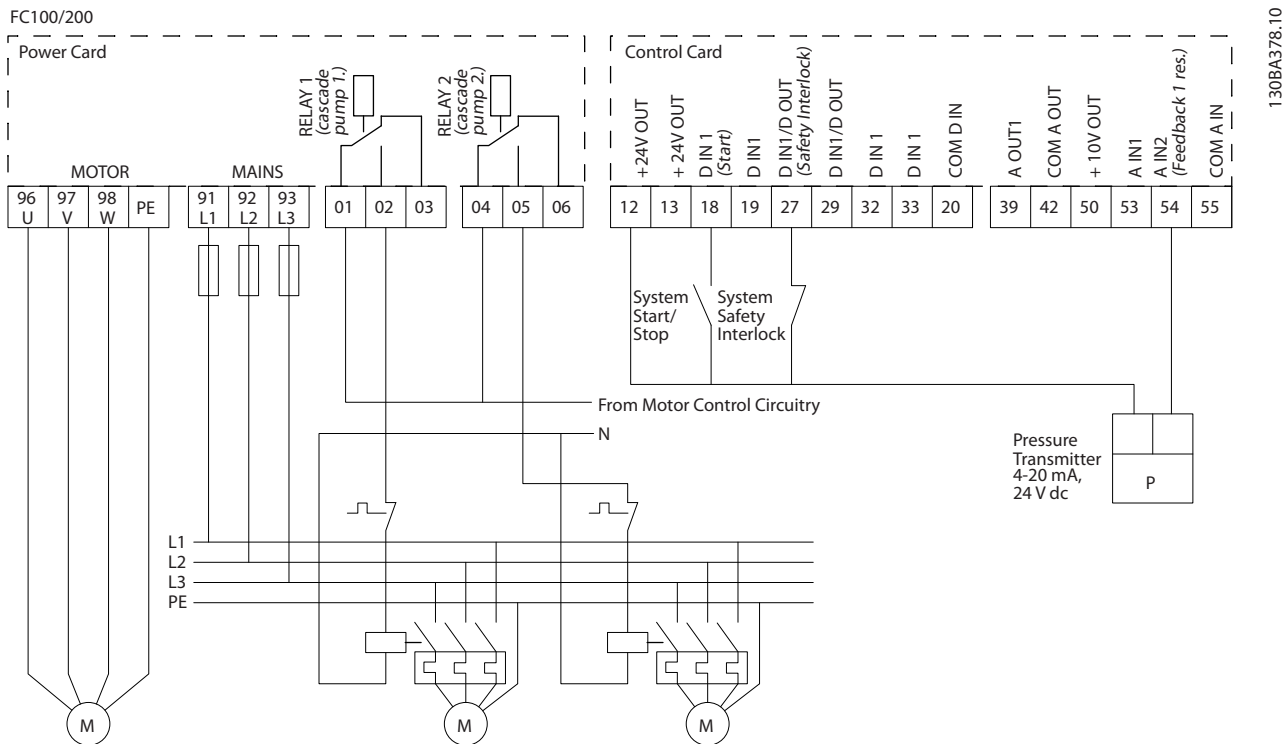 FC100/200
130BA378.10
Power Card
Control Card
RELAY 1
(cascade
pump 1.)
RELAY 2
(cascade
pump 2.)
+ 24V OUT
+ 24V OUT
D IN 1
(Start)
D IN1
D IN1/D OUT
(Safety Interlock)
D IN1/D OUT
D IN 1
D IN 1
COM D IN
A OUT1
COM A OUT
+ 10V OUT
A IN1
A IN2
(Feedback 1 res.)
COM A IN
MOTOR
MAINS
96 97 98 PE
U V W
91 92 93
L1 L2 L3
01 02 03
04 05 06
12 13 18 19 27 29 32 33 20
39 42 50 53 54 55
System
Start/
Stop
System
Safety
Interlock
From Motor Control Circuitry
N
Pressure
Transmitter
4-20 mA,
24 V dc
P
L1
L2
L3
PE
M
M
M